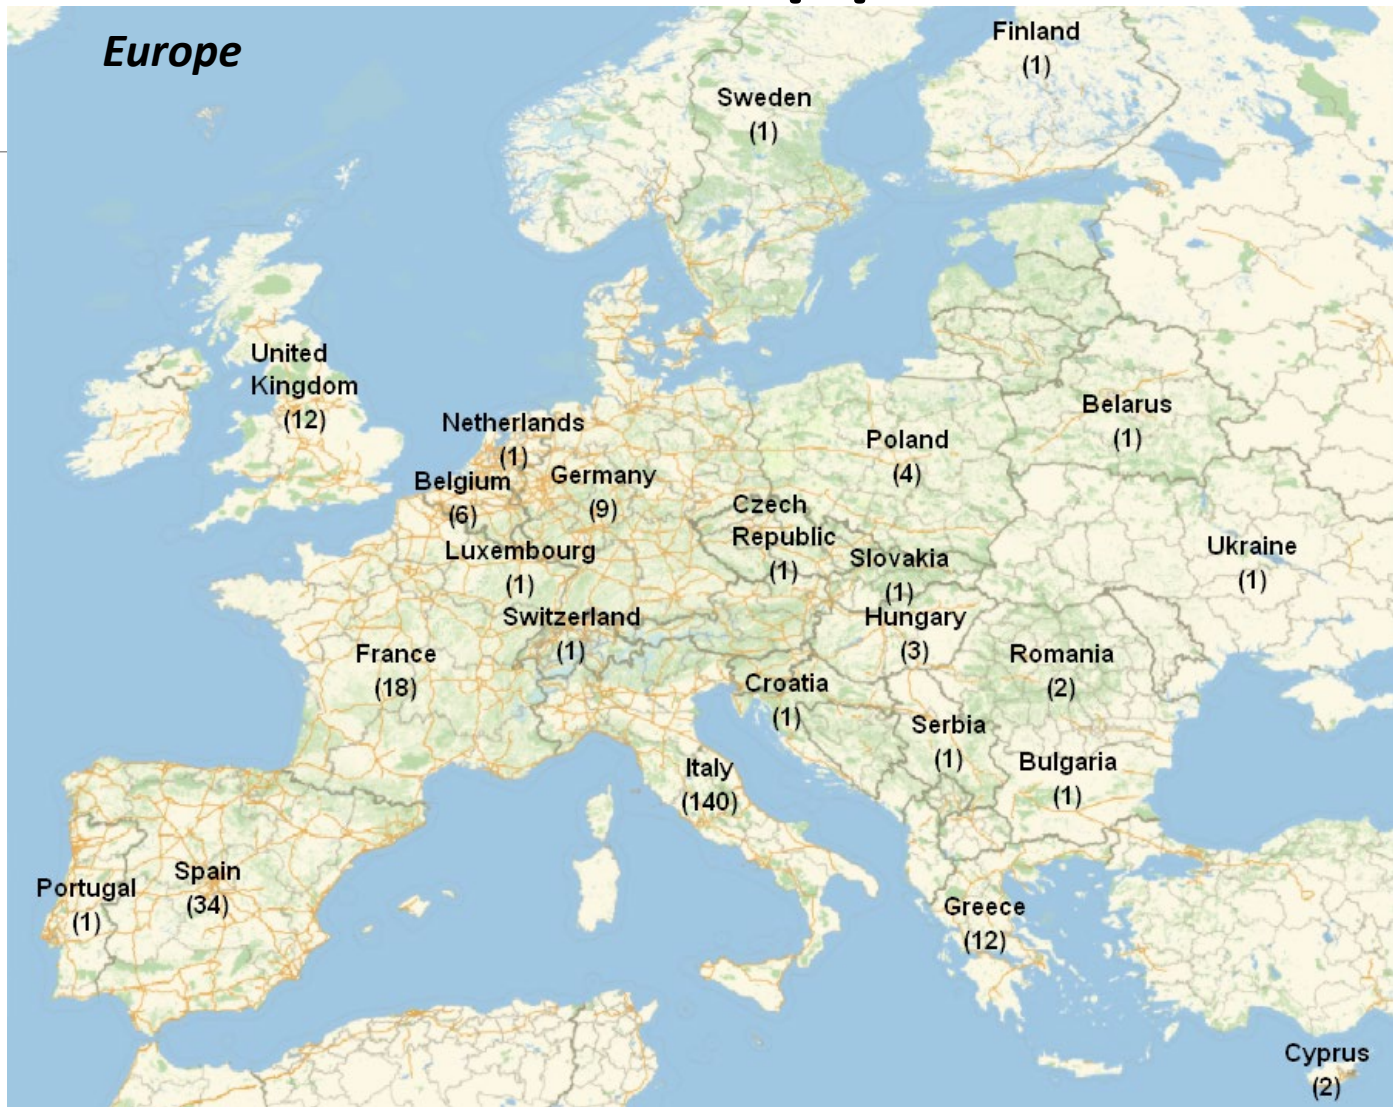 Europe
Finland
(1)
Sweden
(1)
United
Kingdom
(12)
Netherlands
(1)
Belarus
(1)
Poland
(4)
Belgium
(6)
Germany
(9)
Czech
Republic
(1)
Luxembourg
(1)
Slovakia
(1)
Ukraine
(1)
Switzerland
(1)
Hungary
(3)
France
(18)
Romania
(2)
Croatia
(1)
Serbia
(1)
Bulgaria
(1)
Italy
(140)
Portugal
(1)
Spain
(34)
Greece
(12)
Cyprus
(2)